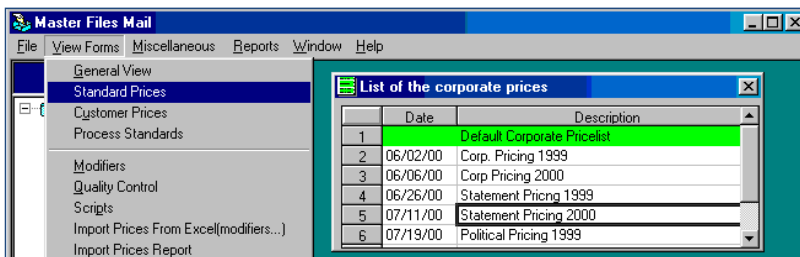 Master Files Mail
File View Forms Miscellaneous Reports Window Help
General View
Standard Prices
Customer Prices
Process Standards
Modifiers
Quality Control
Scripts
Import Prices From Excel(modifiers...)
Import Prices Report
List of the corporate prices
Date Description
1 Default Corporate Pricelist
2 06/02/00 Corp. Pricing 1999
3 06/06/00 Corp Pricing 2000
4 06/26/00 Statement Pricng 1999
5 07/11/00 Statement Pricing 2000
6 07/19/00 Political Pricing 1999